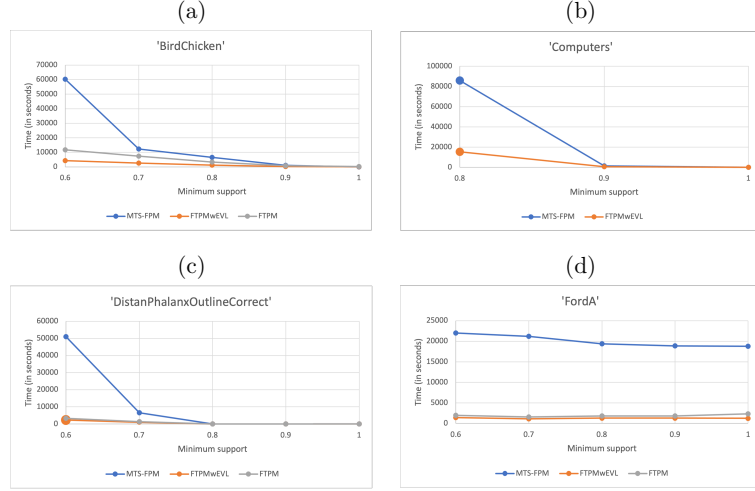 (a)
'BirdChicken'
Time (in seconds)
70000
60000
50000
40000
30000
20000
10000
0
0.6 0.7 0.8 0.9 1
Minimum support
MTS-FPM FTPMwEVL FTPM
(b)
'Computers'
Time (in seconds)
100000
80000
60000
40000
20000
0
0.8 0.9 1
Minimum support
MTS-FPM FTPMwEVL
(c)
'DistanPhalanxOutlineCorrect'
Time (in seconds)
60000
50000
40000
30000
20000
10000
0
0.6 0.7 0.8 0.9 1
Minimum support
MTS-FPM FTPMwEVL FTPM
(d)
'FordA'
Time (in seconds)
25000
20000
15000
10000
5000
0
0.6 0.7 0.8 0.9 1
Minimum support
MTS-FPM FTPMwEVL FTPM